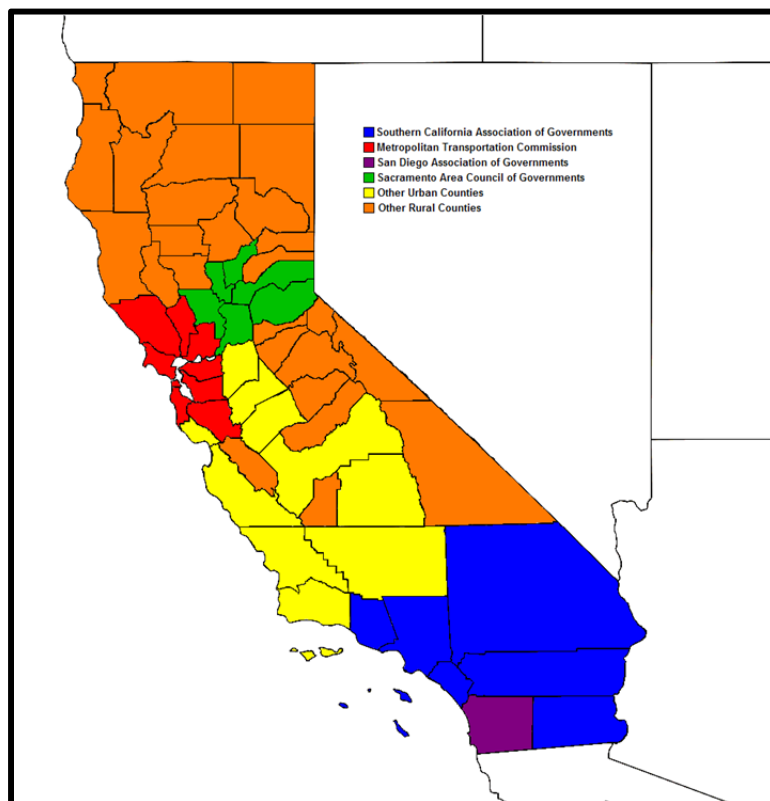 Southern California Association of Governments
Metropolitan Transportation Commission
San Diego Association of Governments
Sacramento Area Council of Governments
Other Urban Counties
Other Rural Counties